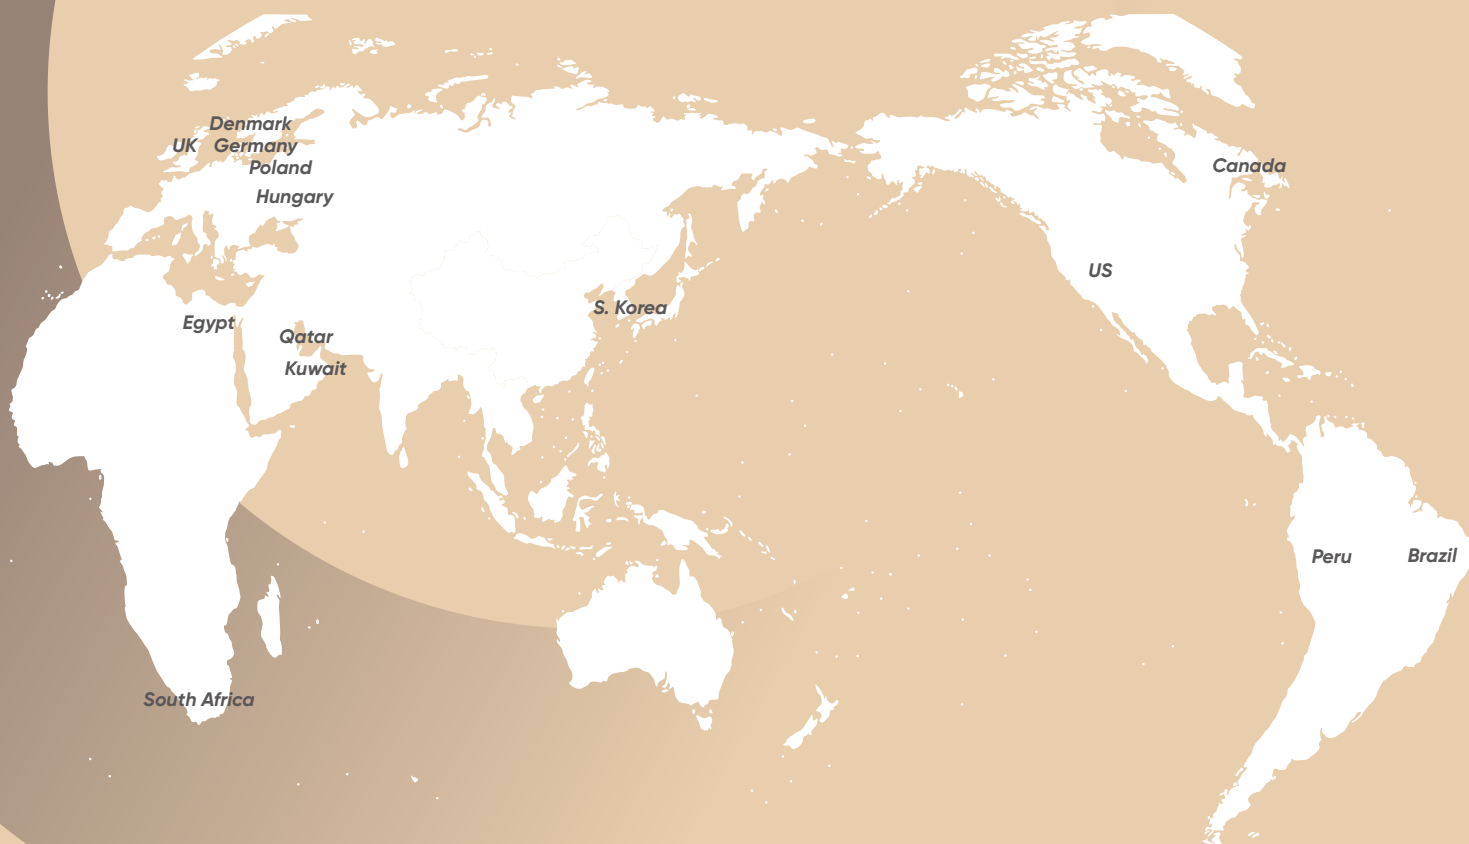 Denmark
UK
Germany
Poland
Canada
Hungary
US
S. Korea
Egypt
Qatar
Kuwait
Peru
Brazil
South Africa